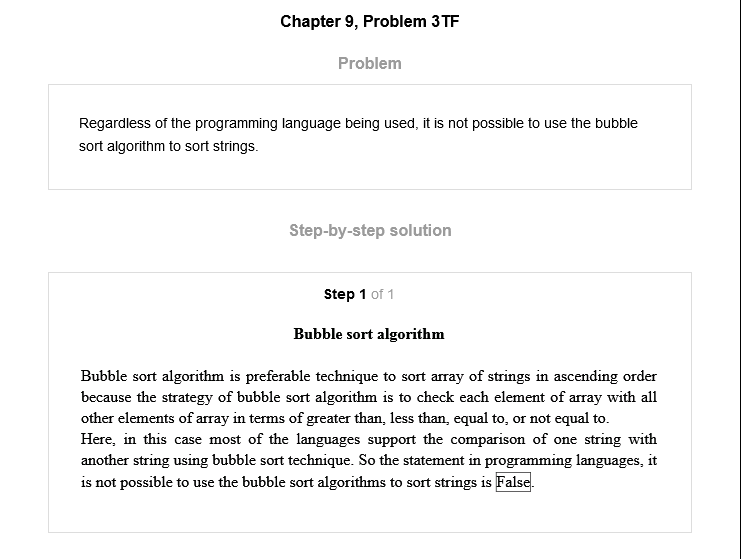 Chapter 9, Problem 3TF
Problem
Regardless of the programming language being used, it is not possible to use the bubble
sort algorithm to sort strings.
Step-by-step solution
Step 1 of 1
Bubble sort algorithm
Bubble sort algorithm is preferable technique to sort array of strings in ascending order
because the strategy of bubble sort algorithm is to check each element of array with all
other elements of array in terms of greater than, less than, equal to, or not equal to.
Here, in this case most of the languages support the comparison of one string with
another string using bubble sort technique. So the statement in programming languages, it
is not possible to use the bubble sort algorithms to sort strings is False.